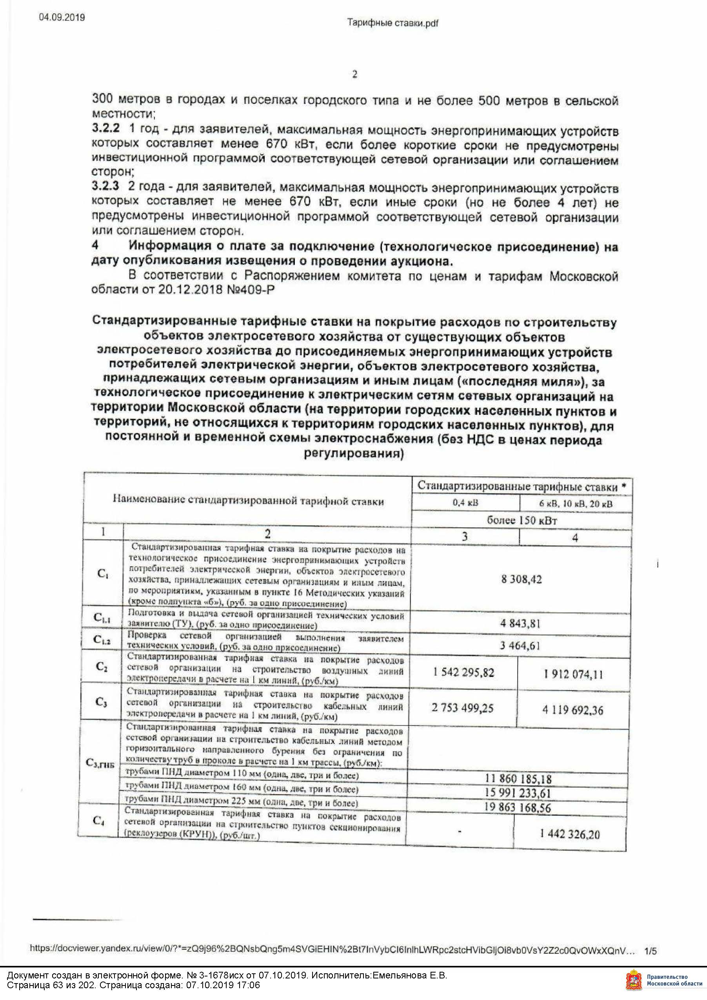 04.09.2019
Тарифные ставки.pdf
2
300 метров в городах и поселках городского типа и не более 500 метров в сельской
местности;
3.2.2 1 год - для заявителей, максимальная мощность энергопринимающих устройств
которых составляет менее 670 кВт, если более короткие сроки не предусмотрены
инвестиционной программой соответствующей сетевой организации или соглашением
сторон;
3.2.3 2 года - для заявителей, максимальная мощность энергопринимающих устройств
которых составляет не менее 670 кВт, если иные сроки (но не более 4 лет) не
предусмотрены инвестиционной программой соответствующей сетевой организации
или соглашением сторон.
4 Информация о плате за подключение (технологическое присоединение) на
дату опубликования извещения о проведении аукциона.
В соответствии с Распоряжением комитета по ценам и тарифам Московской
области от 20.12.2018 №409-Р
Стандартизированные тарифные ставки на покрытие расходов по строительству
объектов электросетевого хозяйства от существующих объектов
электросетевого хозяйства до присоединяемых энергопринимающих устройств
потребителей электрической энергии, объектов электросетевого хозяйства,
принадлежащих сетевым организациям и иным лицам («последняя миля»), за
технологическое присоединение к электрическим сетям сетевых организаций на
территории Московской области (на территории городских населенных пунктов и
территорий, не относящихся к территориям городских населенных пунктов), для
постоянной и временной схемы электроснабжения (без НДС в ценах периода
регулирования)
Наименование стандартизированной тарифной ставки
Стандартизированные тарифные ставки *
0,4 кВ
6 кВ, 10 кВ, 20 кВ
более 150 кВт
1
2
3
4
C1
Стандартизированная тарифная ставка на покрытие расходов на
технологическое присоединение энергопринимающих устройств
потребителей электрической энергии, объектов электросетевого
хозяйства, принадлежащих сетевым организациям и иным лицам,
по мероприятиям, указанным в пункте 16 Методических указаний
(кроме подпункта «б»), (руб. за одно присоединение)
8 308,42
C1.1
Подготовка и выдача сетевой организацией технических условий
заявителю (ТУ), (руб. за одно присоединение)
4 843,81
C1.2
Проверка сетевой организацией выполнения заявителем
технических условий, (руб. за одно присоединение)
3 464,61
C2
Стандартизированная тарифная ставка на покрытие расходов
сетевой организации на строительство воздушных линий
электропередачи в расчете на 1 км линий, (руб./км)
1 542 295,82
1 912 074,11
C3
Стандартизированная тарифная ставка на покрытие расходов
сетевой организации на строительство кабельных линий
электропередачи в расчете на 1 км линий, (руб./км)
2 753 499,25
4 119 692,36
C3,ГНБ
Стандартизированная тарифная ставка на покрытие расходов
сетевой организации на строительство кабельных линий методом
горизонтального направленного бурения без ограничения по
количеству труб в проколе в расчете на 1 км трассы, (руб./км):
трубами ПНД диаметром 110 мм (одна, две, три и более)
11 860 185,18
трубами ПНД диаметром 160 мм (одна, две, три и более)
15 991 233,61
трубами ПНД диаметром 225 мм (одна, две, три и более)
19 863 168,56
C4
Стандартизированная тарифная ставка на покрытие расходов
сетевой организации на строительство пунктов секционирования
(реклоузеров (КРУН)), (руб./шт.)
-
1 442 326,20
https://docviewer.yandex.ru/view/0/?*=zQ9j96%2BQNsbQng5m4SVGiEHIN%2Bt7InVybCI6InlhLWRpc2stcHVibGljOi8vb0VsY2Z2c0QvOWxXQnV... 1/5
Документ создан в электронной форме. № 3-1678исх от 07.10.2019. Исполнитель:Емельянова Е.В.
Страница 63 из 202. Страница создана: 07.10.2019 17:06
Правительство
Московской области